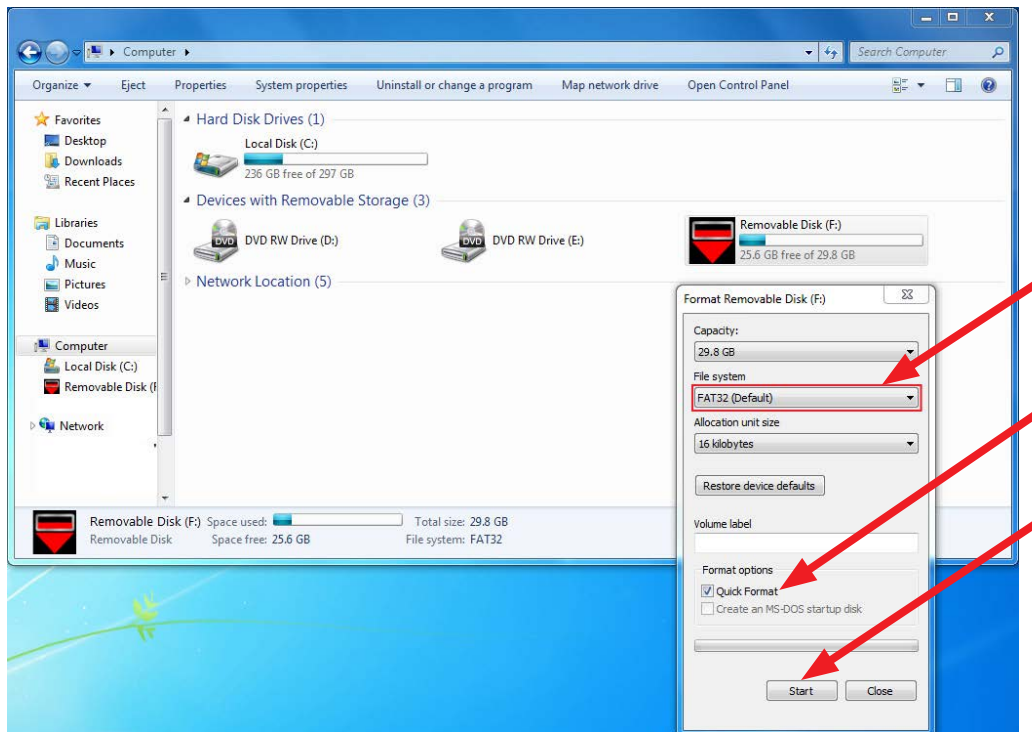 Computer
Search Computer
Organize Eject Properties System properties Uninstall or change a program Map network drive Open Control Panel
Favorites
Desktop
Downloads
Recent Places
Libraries
Documents
Music
Pictures
Videos
Computer
Local Disk (C:)
Removable Disk (F
Network
Hard Disk Drives (1)
Local Disk (C:)
236 GB free of 297 GB
Devices with Removable Storage (3)
DVD
DVD RW Drive (D:)
DVD
DVD RW Drive (E:)
Removable Disk (F:)
25.6 GB free of 29.8 GB
Network Location (5)
Removable Disk (F:) Space used: Total size: 29.8 GB
Removable Disk Space free: 25.6 GB File system: FAT32
Format Removable Disk (F:)
Capacity:
29.8 GB
File system
FAT32 (Default)
Allocation unit size
16 kilobytes
Restore device defaults
Volume label
Format options
Quick Format
Create an MS-DOS startup disk
Start Close